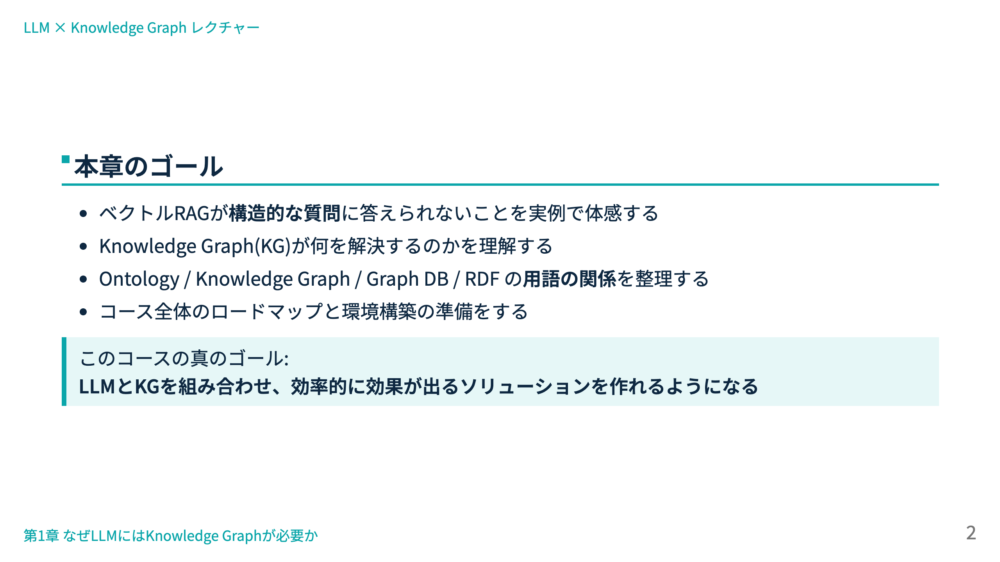 LLM × Knowledge Graph レクチャー
本章のゴール
• ベクトルRAGが構造的な質問に答えられないことを実例で体感する
• Knowledge Graph(KG)が何を解決するのかを理解する
• Ontology / Knowledge Graph / Graph DB / RDF の用語の関係を整理する
• コース全体のロードマップと環境構築の準備をする
このコースの真のゴール:
LLMとKGを組み合わせ、効率的に効果が出るソリューションを作れるようになる
第1章 なぜLLMにはKnowledge Graphが必要か
2